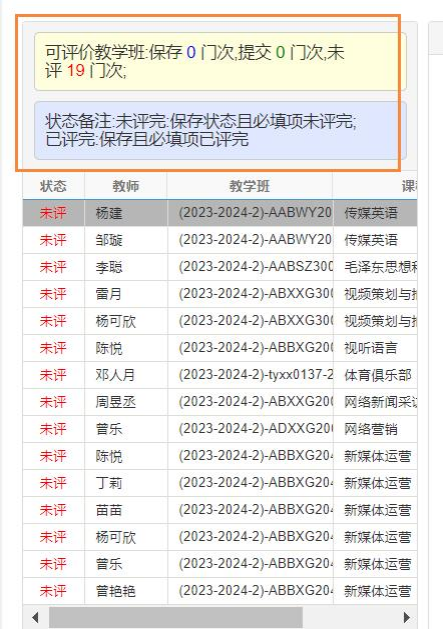 可评价教学班:保存 0 门次,提交 0 门次,未
评 19 门次;
状态备注:未评完:保存状态且必填项未评完;
已评完:保存且必填项已评完
状态 教师 教学班 课
未评 杨建 (2023-2024-2)-AABWY20 传媒英语
未评 邹璇 (2023-2024-2)-AABWY20 传媒英语
未评 李聪 (2023-2024-2)-AABSZ300 毛泽东思想
未评 雷月 (2023-2024-2)-ABXXG300 视频策划与
未评 杨可欣 (2023-2024-2)-ABXXG300 视频策划与
未评 陈悦 (2023-2024-2)-ABBXG200 视听语言
未评 邓人月 (2023-2024-2)-tyxx0137-2 体育俱乐部
未评 周昱丞 (2023-2024-2)-ABXXG200 网络新闻采
未评 曾乐 (2023-2024-2)-ADXXG200 网络营销
未评 陈悦 (2023-2024-2)-ABBXG204 新媒体运营
未评 丁莉 (2023-2024-2)-ABBXG204 新媒体运营
未评 苗苗 (2023-2024-2)-ABBXG204 新媒体运营
未评 杨可欣 (2023-2024-2)-ABBXG204 新媒体运营
未评 曾乐 (2023-2024-2)-ABBXG204 新媒体运营
未评 曾艳艳 (2023-2024-2)-ABBXG204 新媒体运营